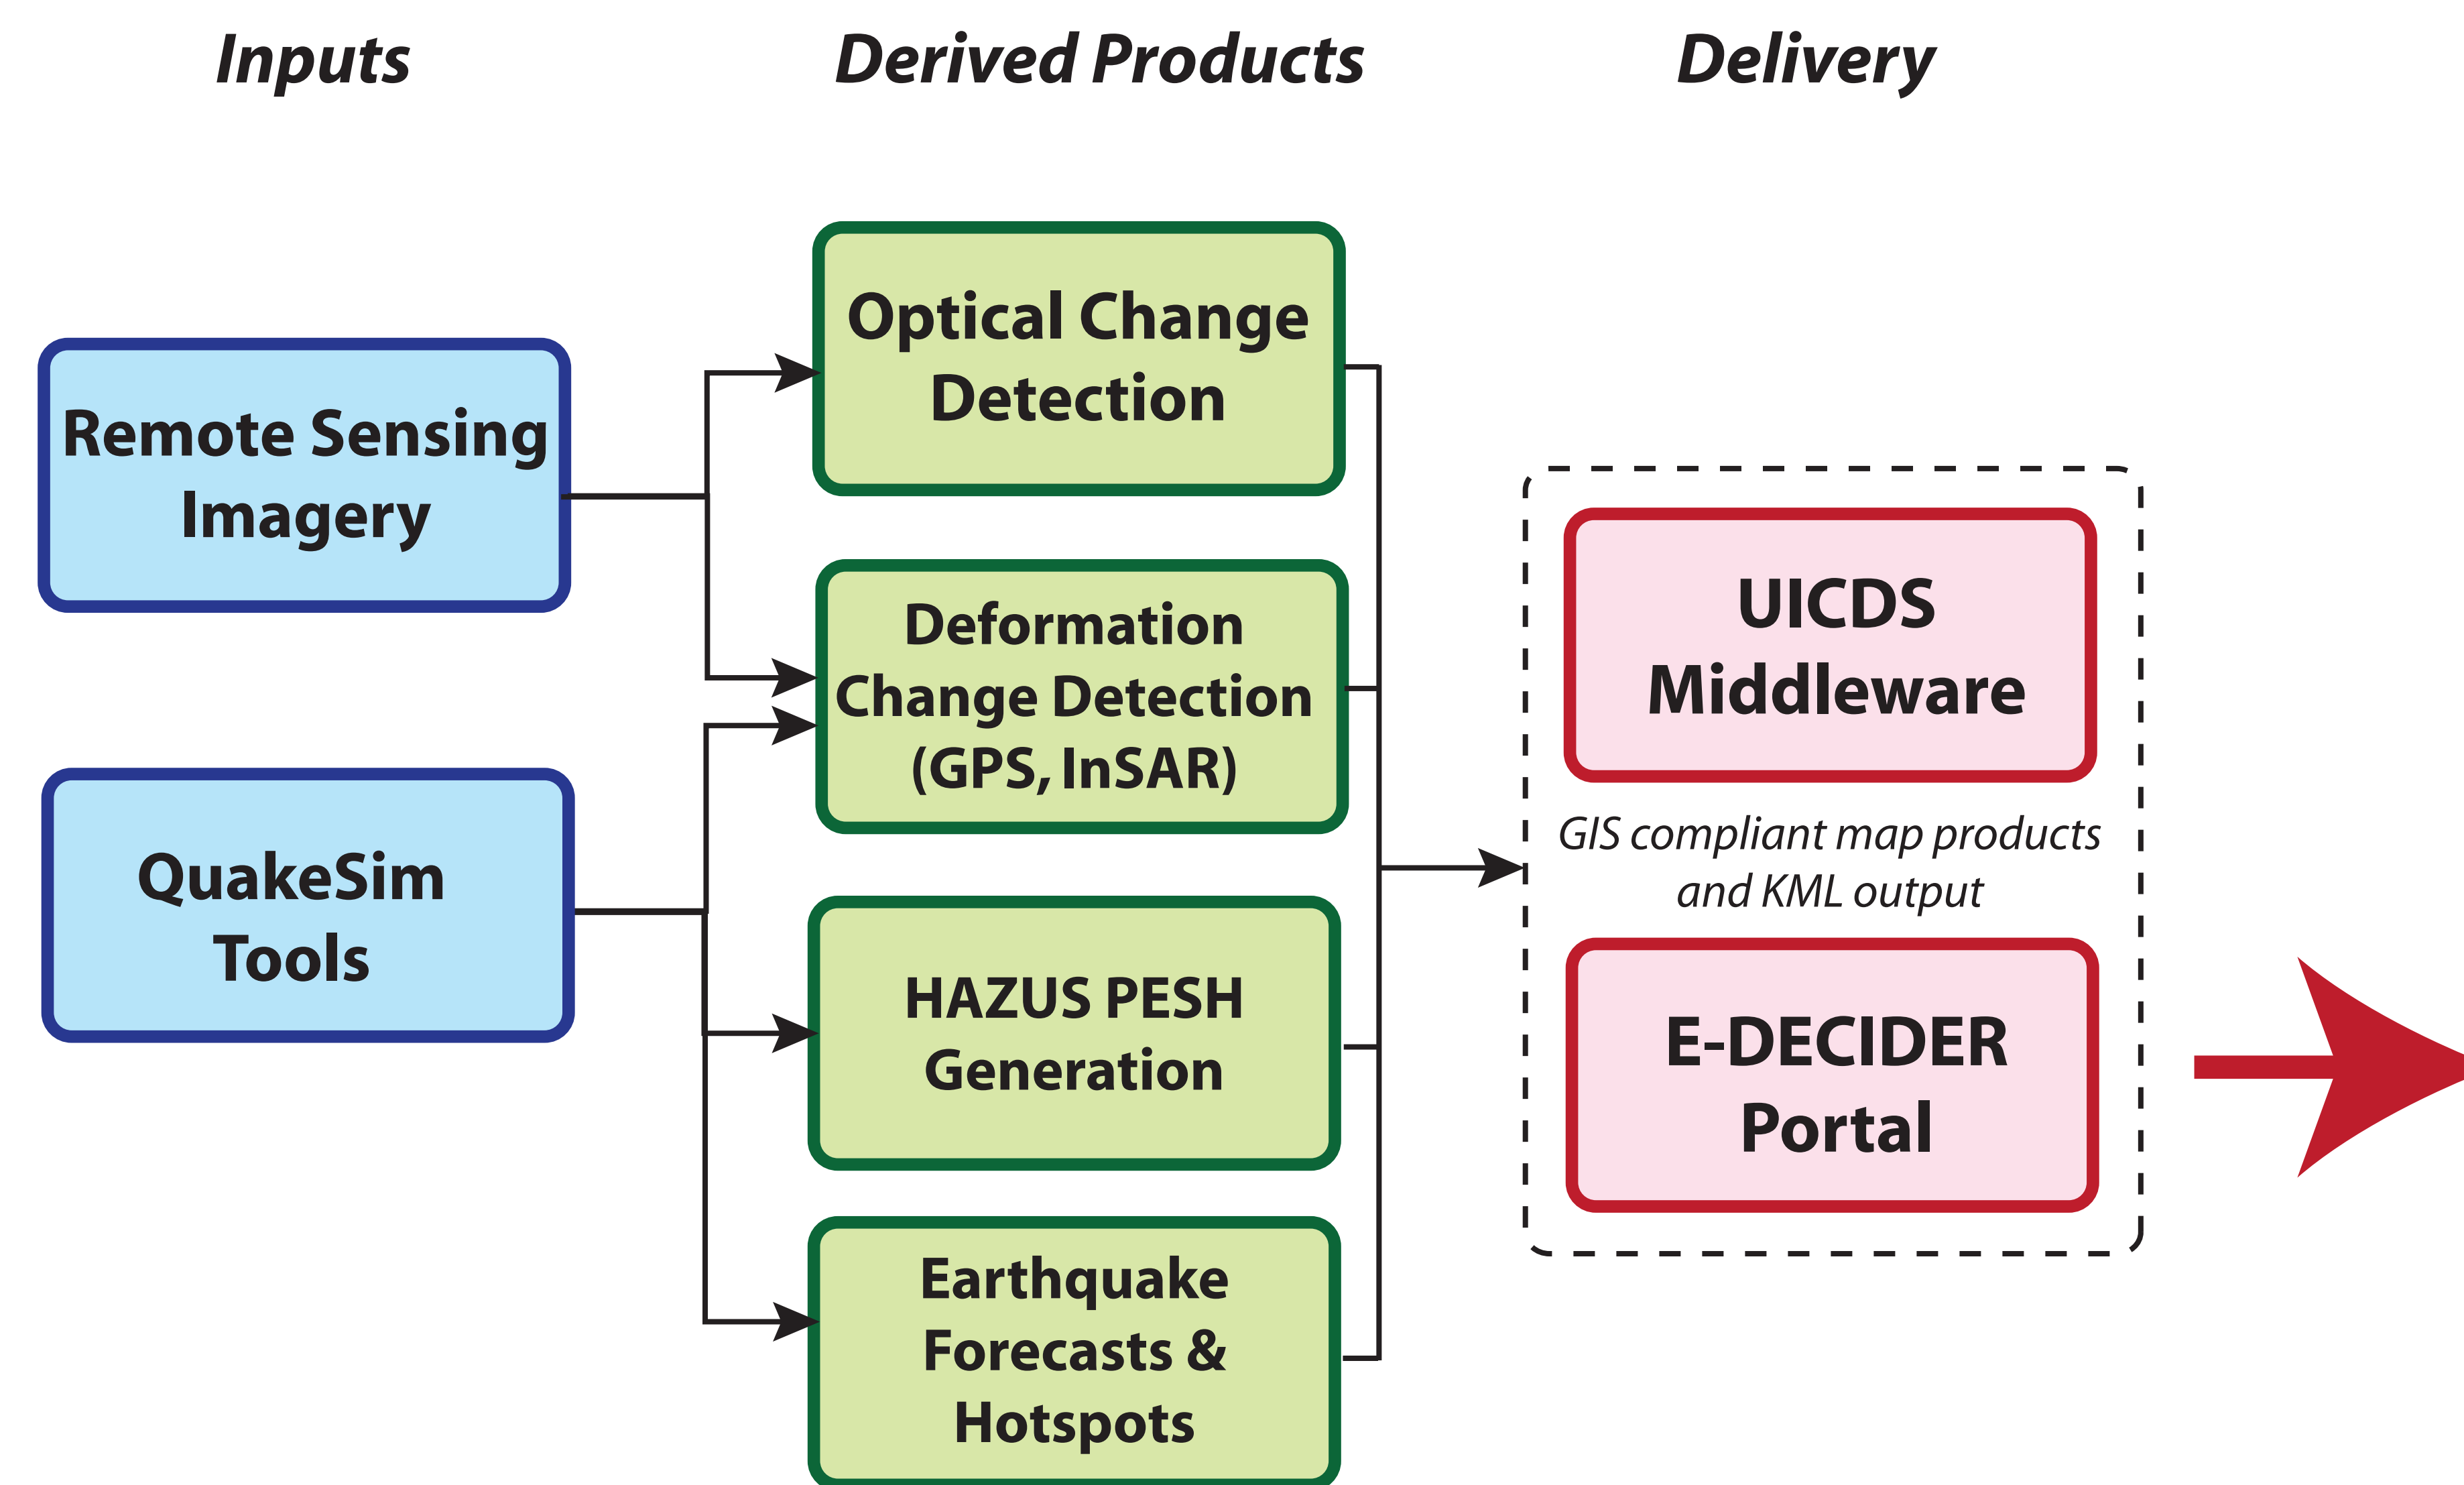 Inputs
Derived Products
Delivery
Remote Sensing
Imagery
QuakeSim
Tools
Optical Change
Detection
Deformation
Change Detection
(GPS, InSAR)
HAZUS PESH
Generation
Earthquake
Forecasts &
Hotspots
UICDS
Middleware
GIS compliant map products
and KML output
E-DECIDER
Portal